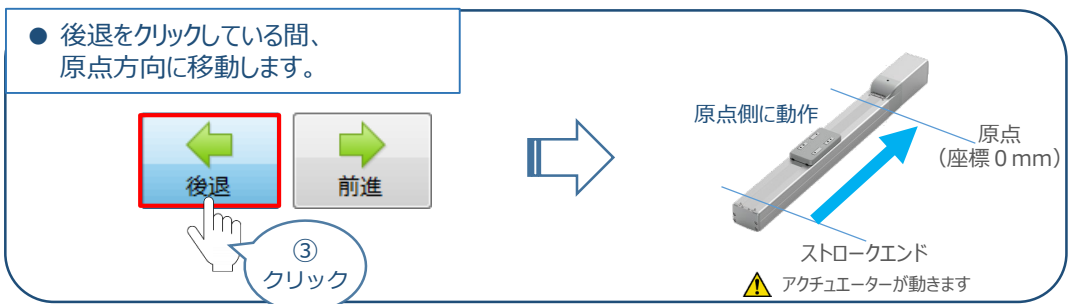 ● 後退をクリックしている間、
原点方向に移動します。
後退
前進
③
クリック
原点側に動作
原点
（座標０mm）
ストロークエンド
アクチュエーターが動きます